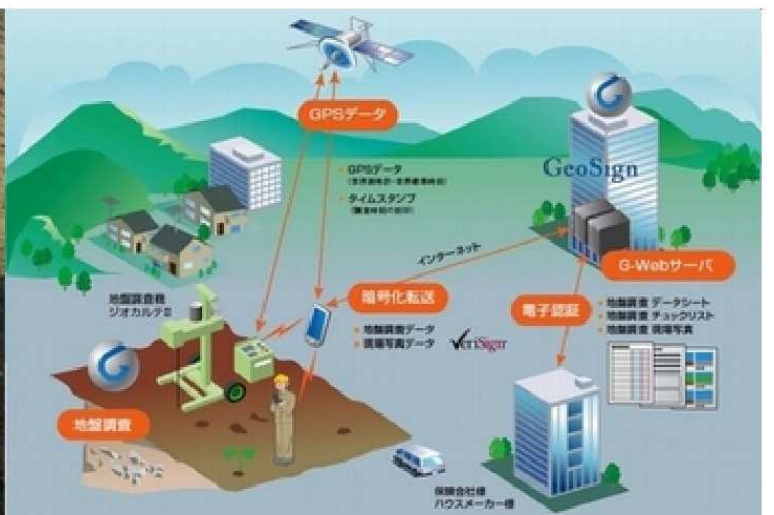 GPSデータ
GPSデータ
タイムスタンプ
GeoSign
インターネット
G-Webサーバ
地盤調査機
ジオカルテⅢ
暗号化転送
地盤調査データ
現場写真データ
VeriSign
電子認証
地盤調査 データシート
地盤調査 チェックリスト
地盤調査 現場写真
地盤調査
保険会社様
ハウスメーカー様